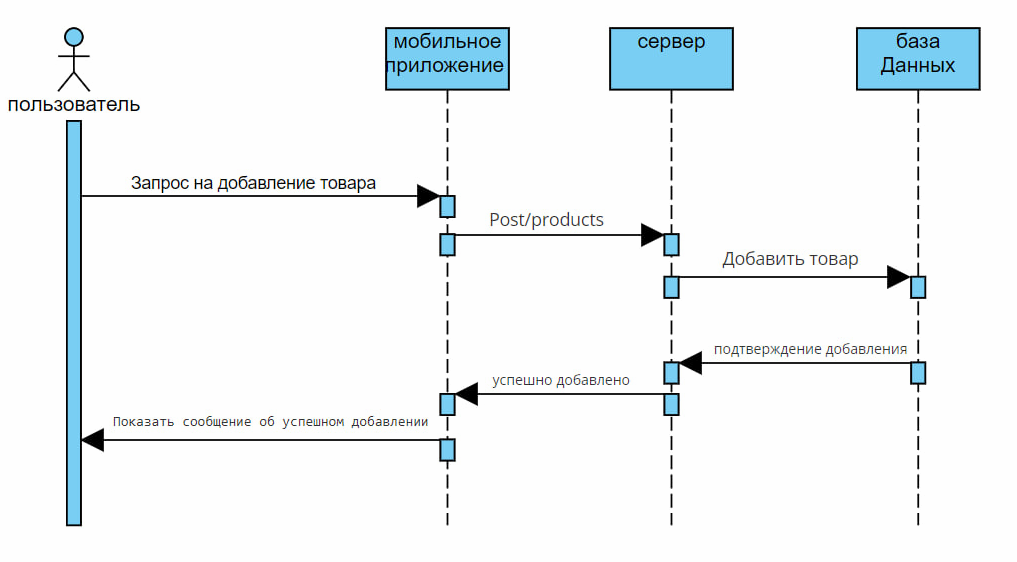 пользователь
мобильное
приложение
сервер
база
Данных
Запрос на добавление товара
Post/products
Добавить товар
подтверждение добавления
успешно добавлено
Показать сообщение об успешном добавлении